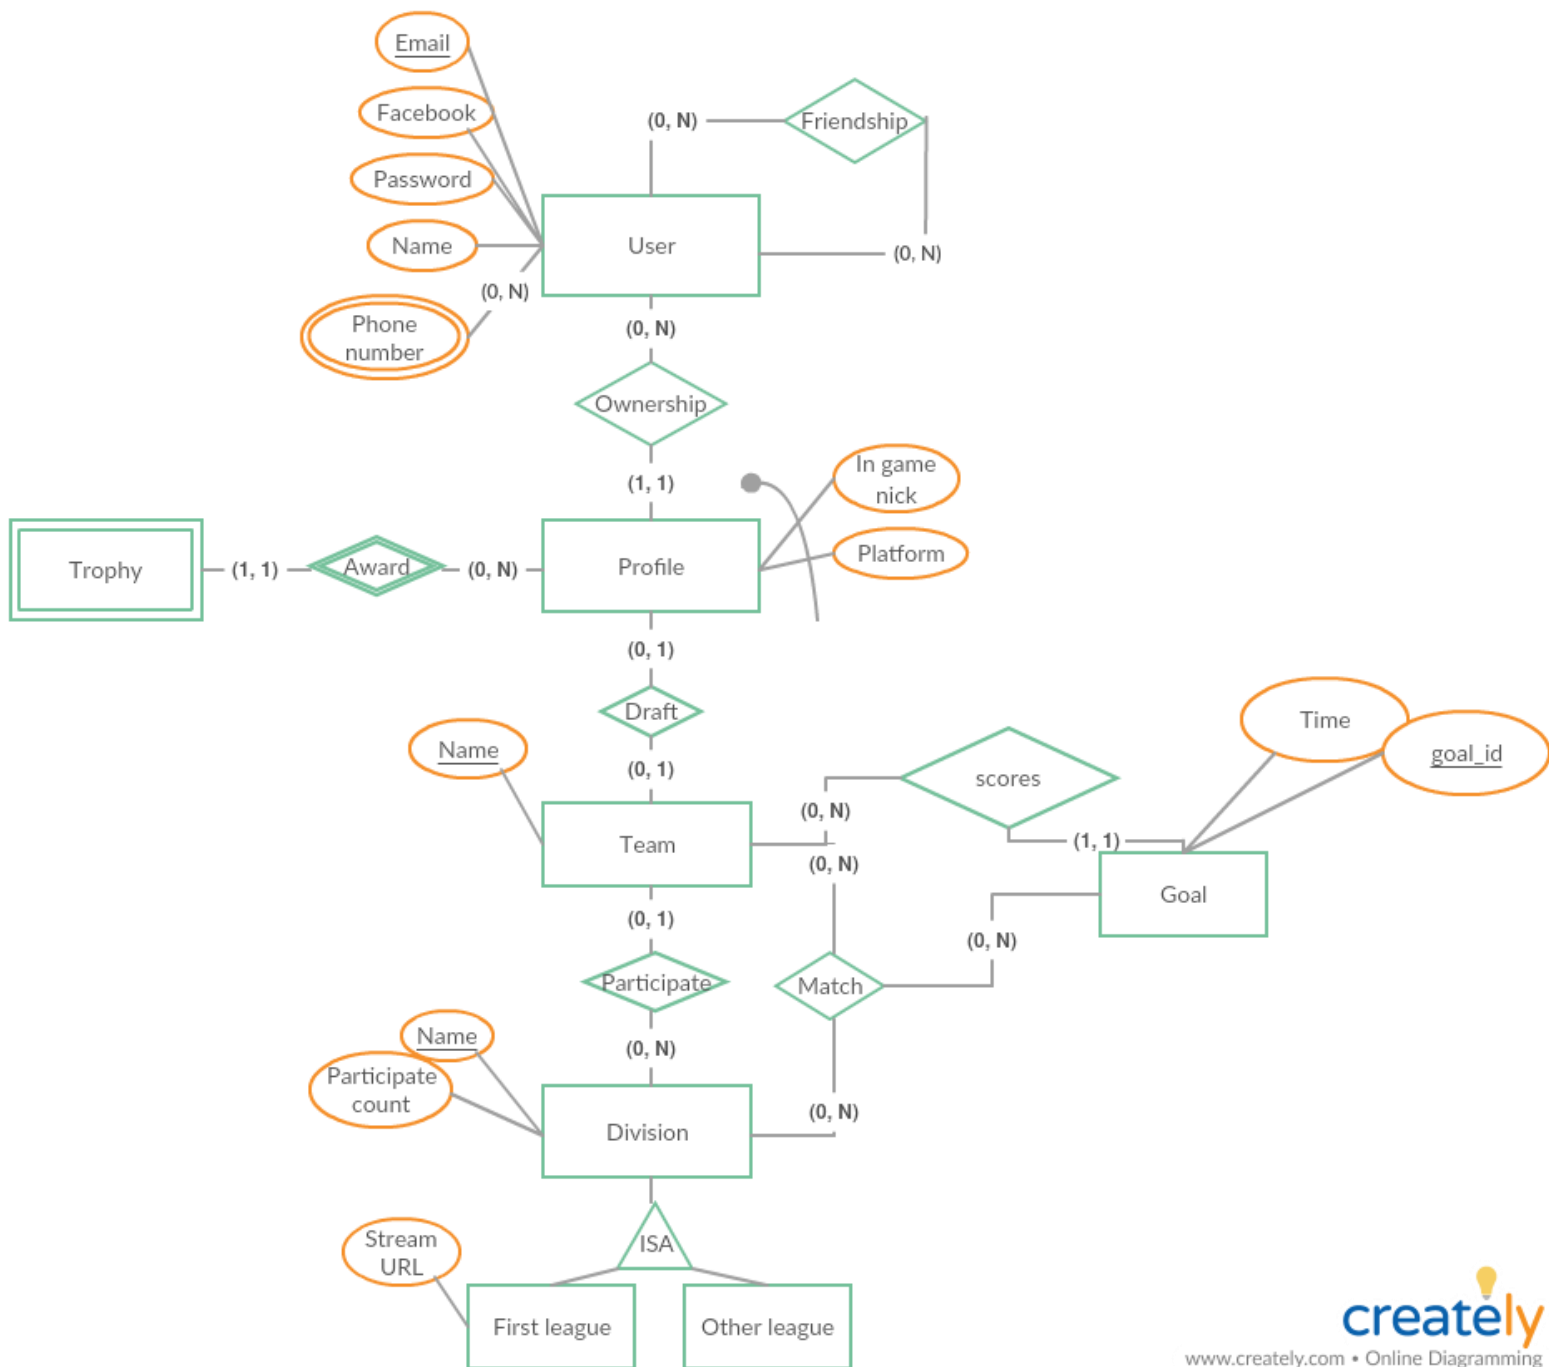 Email
Facebook
Password
Name
Phone
number
(0, N)
(0, N)
Friendship
(0, N)
User
(0, N)
Ownership
(1, 1)
In game
nick
Platform
Profile
Trophy
(1, 1)
Award
(0, N)
(0, 1)
Draft
(0, 1)
Name
Team
(0, N)
scores
(1, 1)
Time
goal_id
Goal
(0, N)
(0, N)
Match
(0, N)
(0, 1)
Participate
(0, N)
Name
Participate
count
Division
ISA
Stream
URL
First league
Other league
creately
www.creately.com • Online Diagramming